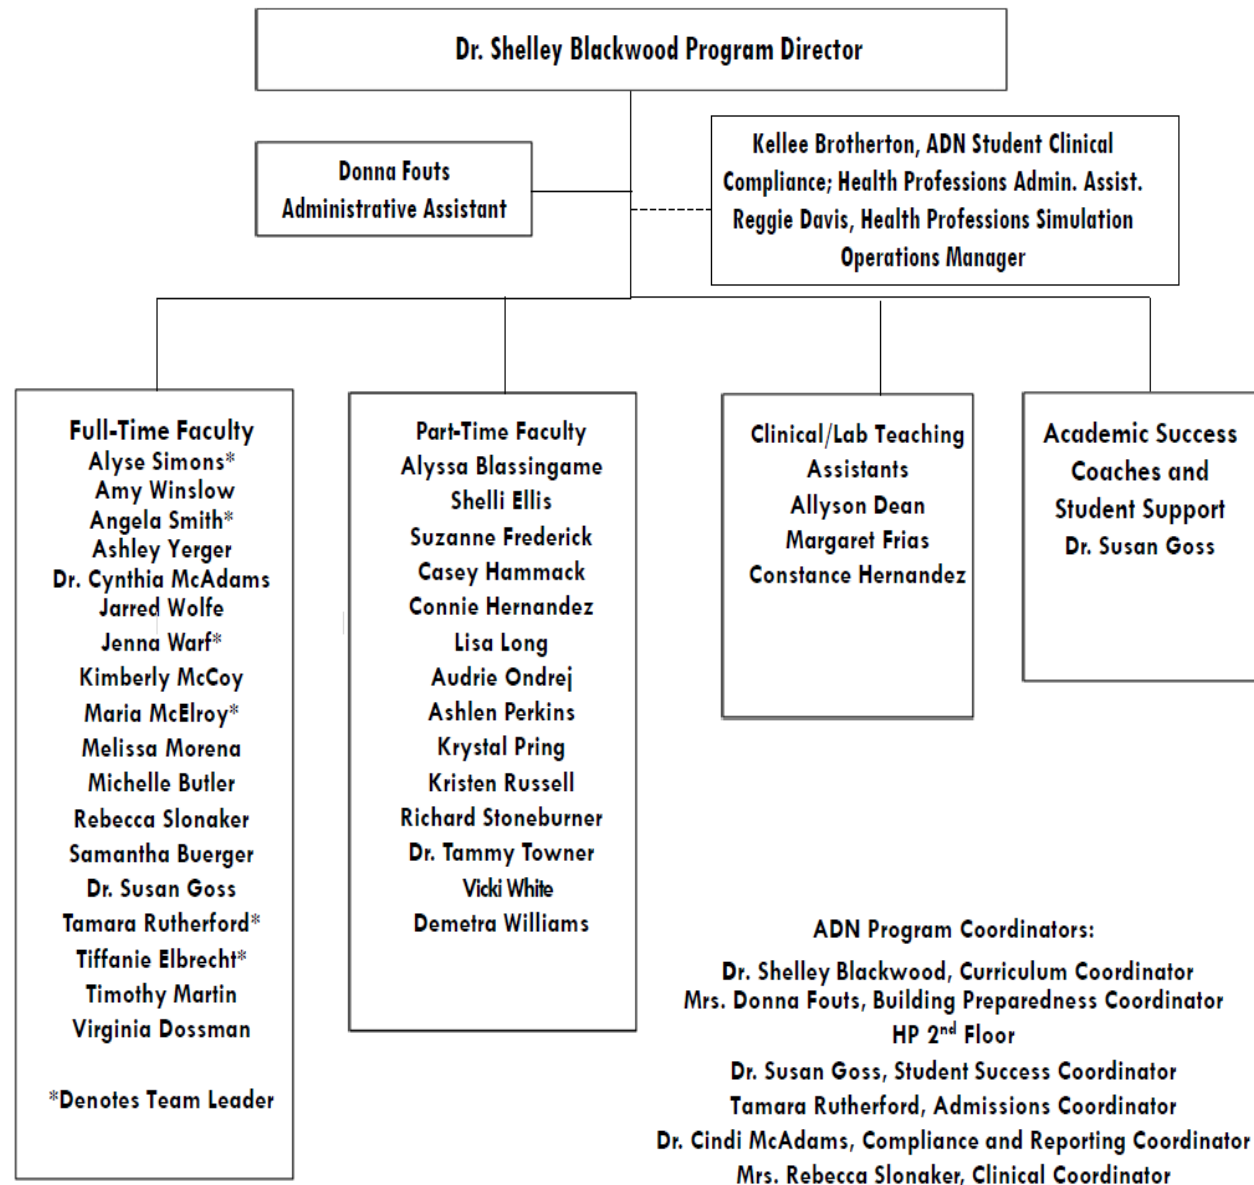 Dr. Shelley Blackwood Program Director
Donna Fouts
Administrative Assistant
Kellee Brotherton, ADN Student Clinical
Compliance; Health Professions Admin. Assist.
Reggie Davis, Health Professions Simulation
Operations Manager
Full-Time Faculty
Alyse Simons*
Amy Winslow
Angela Smith*
Ashley Yerger
Dr. Cynthia McAdams
Jarred Wolfe
Jenna Warf*
Kimberly McCoy
Maria McElroy*
Melissa Morena
Michelle Butler
Rebecca Slonaker
Samantha Buerger
Dr. Susan Goss
Tamara Rutherford*
Tiffanie Elbrecht*
Timothy Martin
Virginia Dossman
*Denotes Team Leader
Part-Time Faculty
Alyssa Blassingame
Shelli Ellis
Suzanne Frederick
Casey Hammack
Connie Hernandez
Lisa Long
Audrie Ondrej
Ashlen Perkins
Krystal Pring
Kristen Russell
Richard Stoneburner
Dr. Tammy Towner
Vicki White
Demetra Williams
Clinical/Lab Teaching
Assistants
Allyson Dean
Margaret Frias
Constance Hernandez
Academic Success
Coaches and
Student Support
Dr. Susan Goss
ADN Program Coordinators:
Dr. Shelley Blackwood, Curriculum Coordinator
Mrs. Donna Fouts, Building Preparedness Coordinator
HP 2nd Floor
Dr. Susan Goss, Student Success Coordinator
Tamara Rutherford, Admissions Coordinator
Dr. Cindi McAdams, Compliance and Reporting Coordinator
Mrs. Rebecca Slonaker, Clinical Coordinator